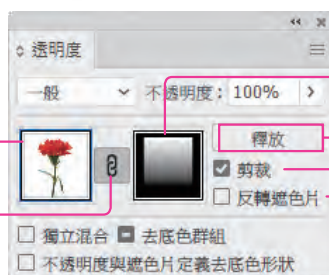 透明度
一般 不透明度： 100%
釋放
剪裁
反轉遮色片
獨立混合 去底色群組
不透明度與遮色片定義去底色形狀